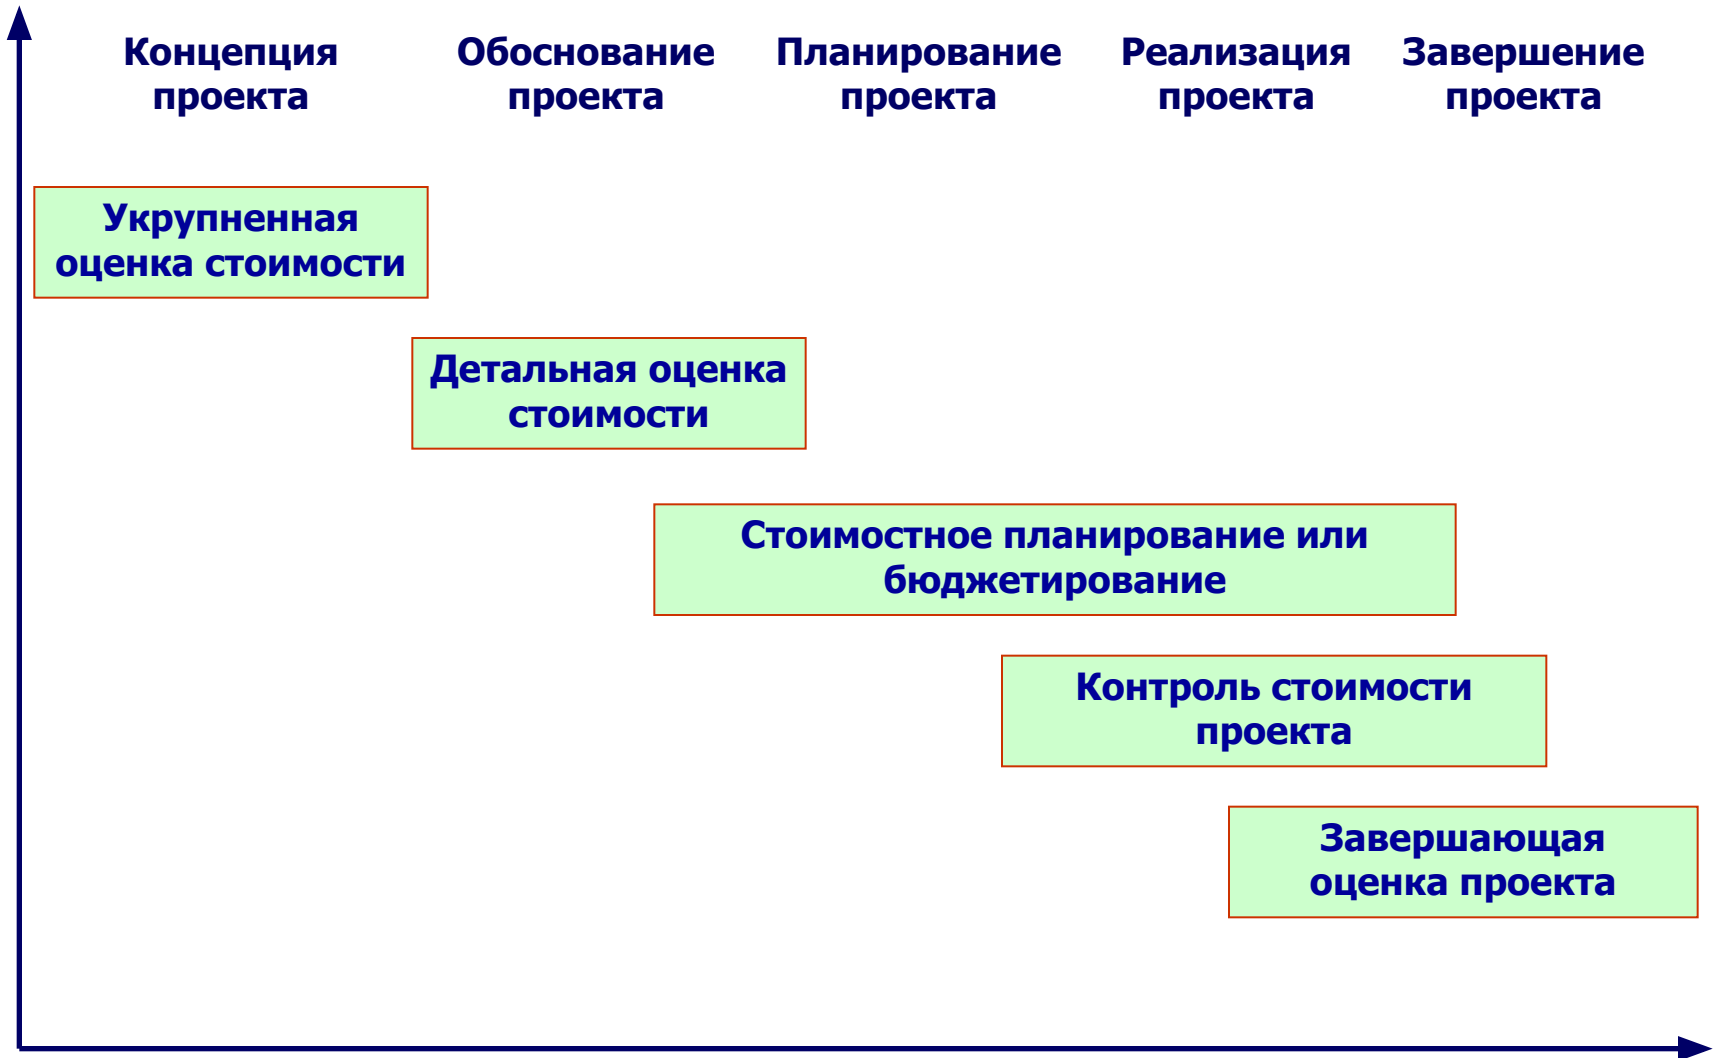 Концепция
проекта
Обоснование
проекта
Планирование
проекта
Реализация
проекта
Завершение
проекта
Укрупненная
оценка стоимости
Детальная оценка
стоимости
Стоимостное планирование или
бюджетирование
Контроль стоимости
проекта
Завершающая
оценка проекта